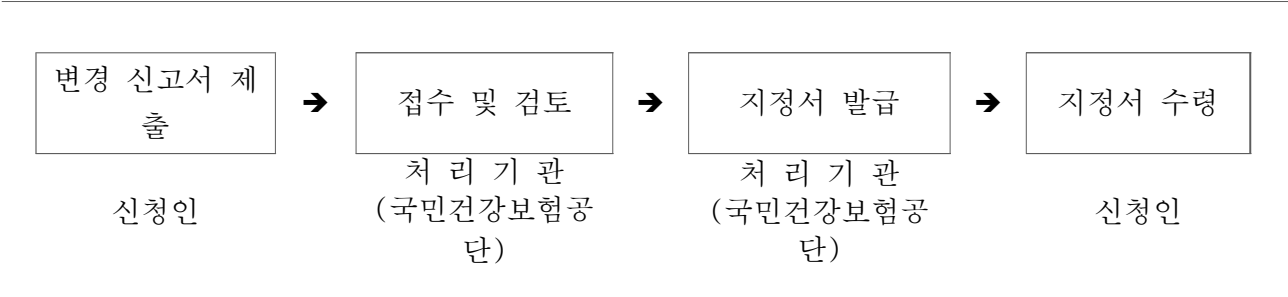 변경 신고서 제
출
➔
접수 및 검토
➔
지정서 발급
➔
지정서 수령
신청인
처 리 기 관
(국민건강보험공
단)
처 리 기 관
(국민건강보험공
단)
신청인